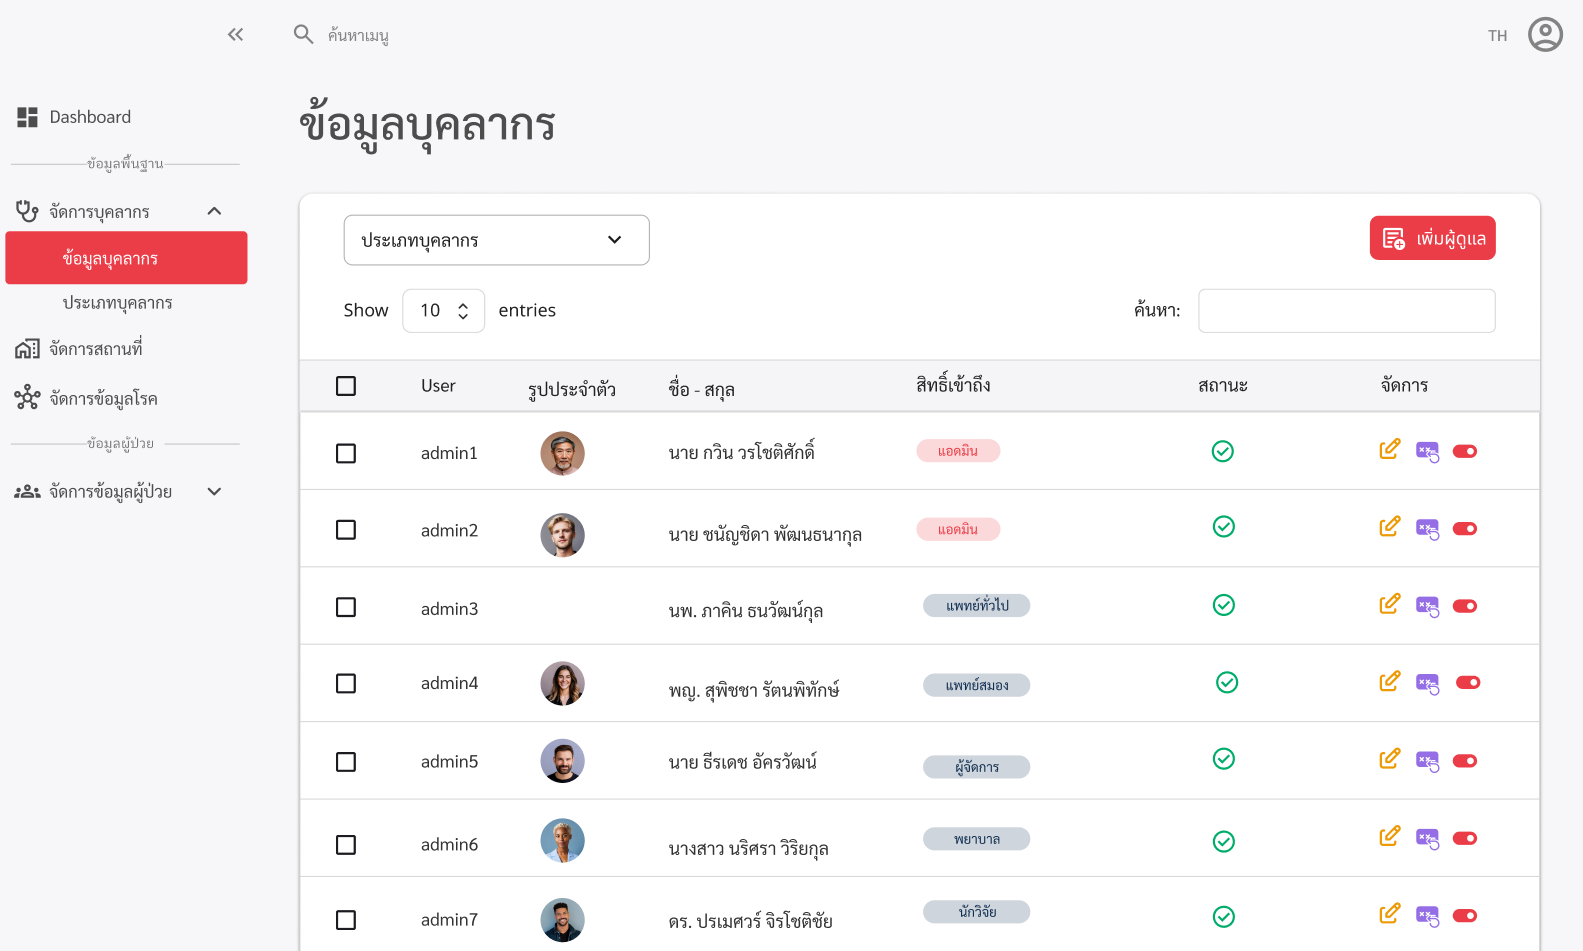 ค้นหาเมนู
TH
Dashboard
ข้อมูลพื้นฐาน
จัดการบุคลากร
ข้อมูลบุคลากร
ประเภทบุคลากร
จัดการสถานที่
จัดการข้อมูลโรค
ข้อมูลผู้ป่วย
จัดการข้อมูลผู้ป่วย
ข้อมูลบุคลากร
ประเภทบุคลากร
เพิ่มผู้ดูแล
Show 10 entries
ค้นหา:
User รูปประจำตัว ชื่อ - สกุล สิทธิ์เข้าถึง สถานะ จัดการ
admin1 นาย กวิน วรโชติศักดิ์ แอดมิน
admin2 นาย ชนัญชิดา พัฒนธนากุล แอดมิน
admin3 นพ. ภาคิน ธนวัฒน์กุล แพทย์ทั่วไป
admin4 พญ. สุพิชชา รัตนพิทักษ์ แพทย์สมอง
admin5 นาย ธีรเดช อัครวัฒน์ ผู้จัดการ
admin6 นางสาว นริศรา วิริยกุล พยาบาล
admin7 ดร. ปรเมศวร์ จิรโชติชัย นักวิจัย